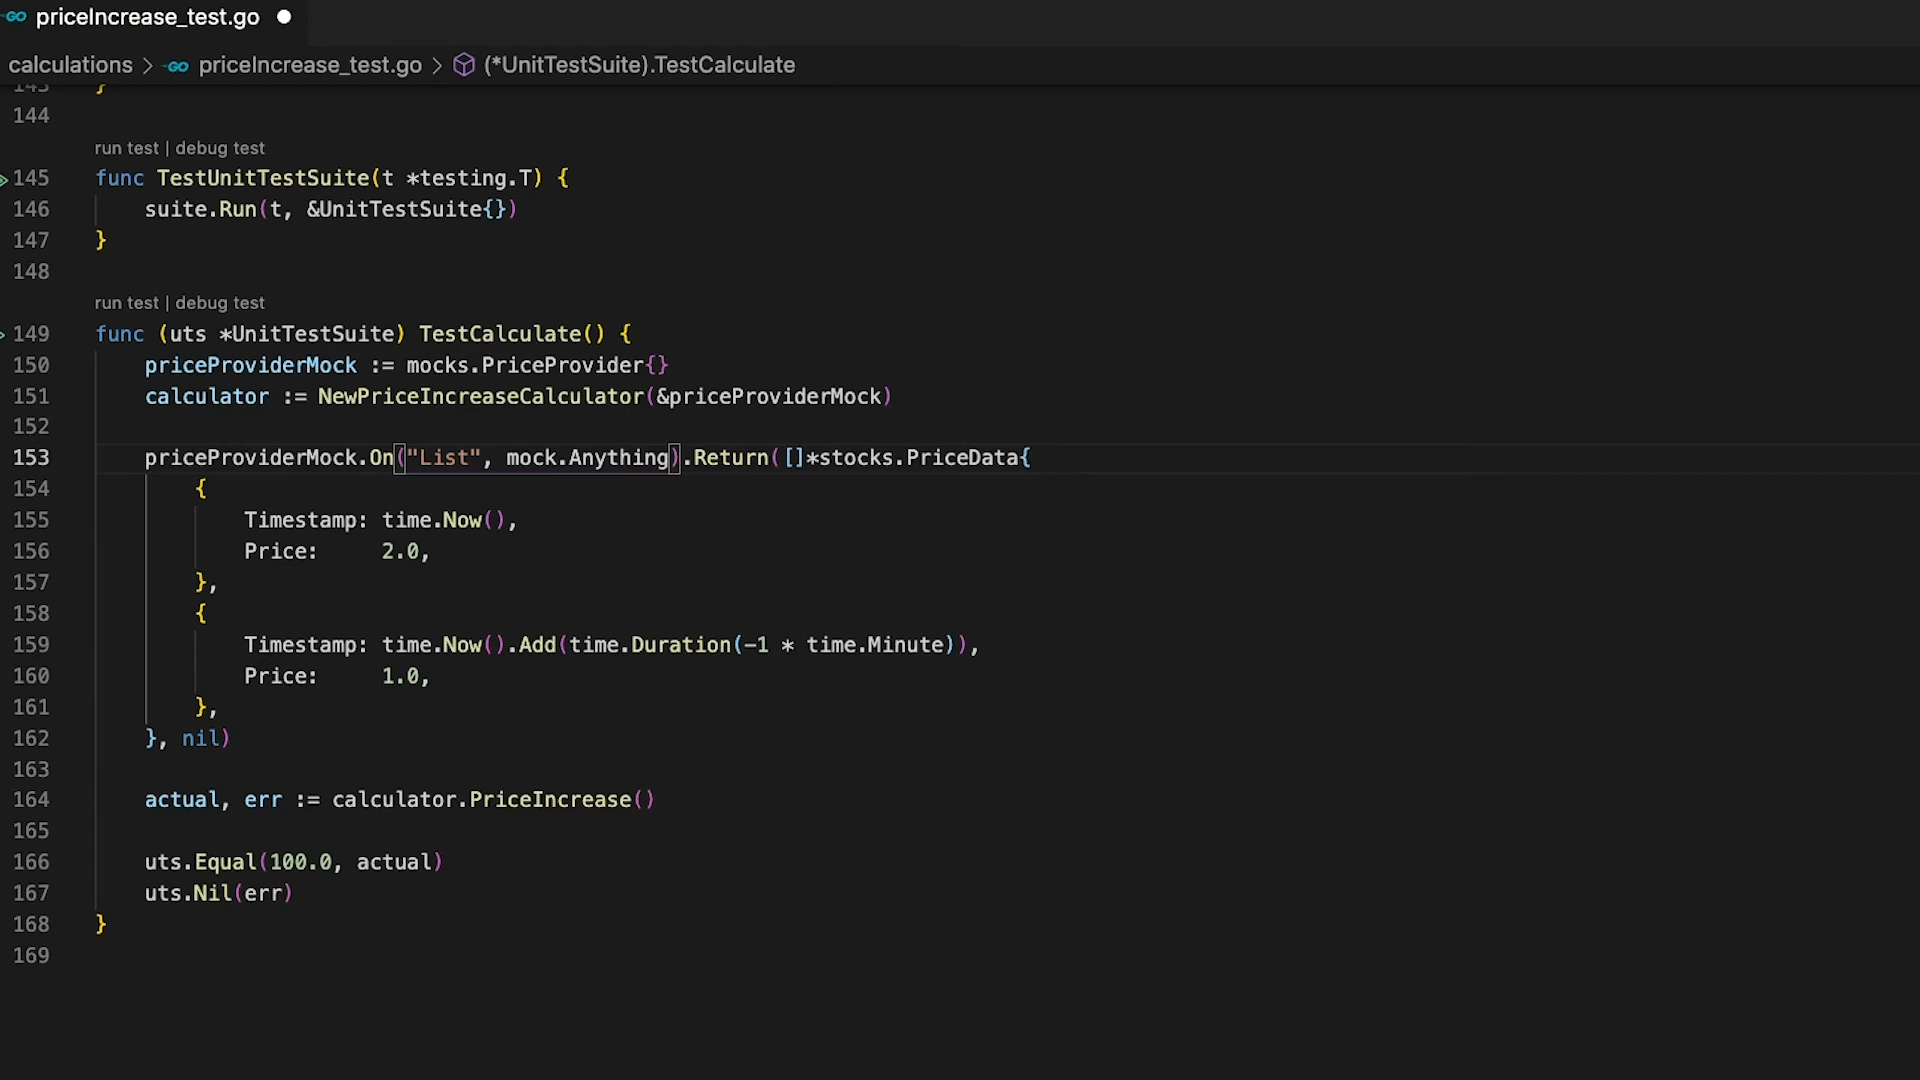 GO priceIncrease_test.go
calculations > GO priceIncrease_test.go > (*UnitTestSuite).TestCalculate
143 }
144
run test | debug test
145 func TestUnitTestSuite(t *testing.T) {
146 suite.Run(t, &UnitTestSuite{})
147 }
148
run test | debug test
149 func (uts *UnitTestSuite) TestCalculate() {
150 priceProviderMock := mocks.PriceProvider{}
151 calculator := NewPriceIncreaseCalculator(&priceProviderMock)
152
153 priceProviderMock.On("List", mock.Anything).Return([]*stocks.PriceData{
154 {
155 Timestamp: time.Now(),
156 Price: 2.0,
157 },
158 {
159 Timestamp: time.Now().Add(time.Duration(-1 * time.Minute)),
160 Price: 1.0,
161 },
162 }, nil)
163
164 actual, err := calculator.PriceIncrease()
165
166 uts.Equal(100.0, actual)
167 uts.Nil(err)
168 }
169